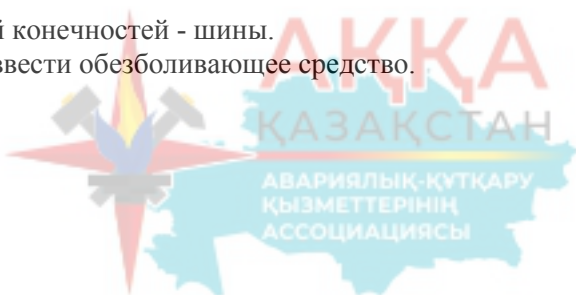 й конечностей - шины.
ввести обезболивающее средство.
АҚҚА
ҚАЗАҚСТАН
АВАРИЯЛЫҚ-ҚҰТҚАРУ
ҚЫЗМЕТТЕРІНІҢ
АССОЦИАЦИЯСЫ